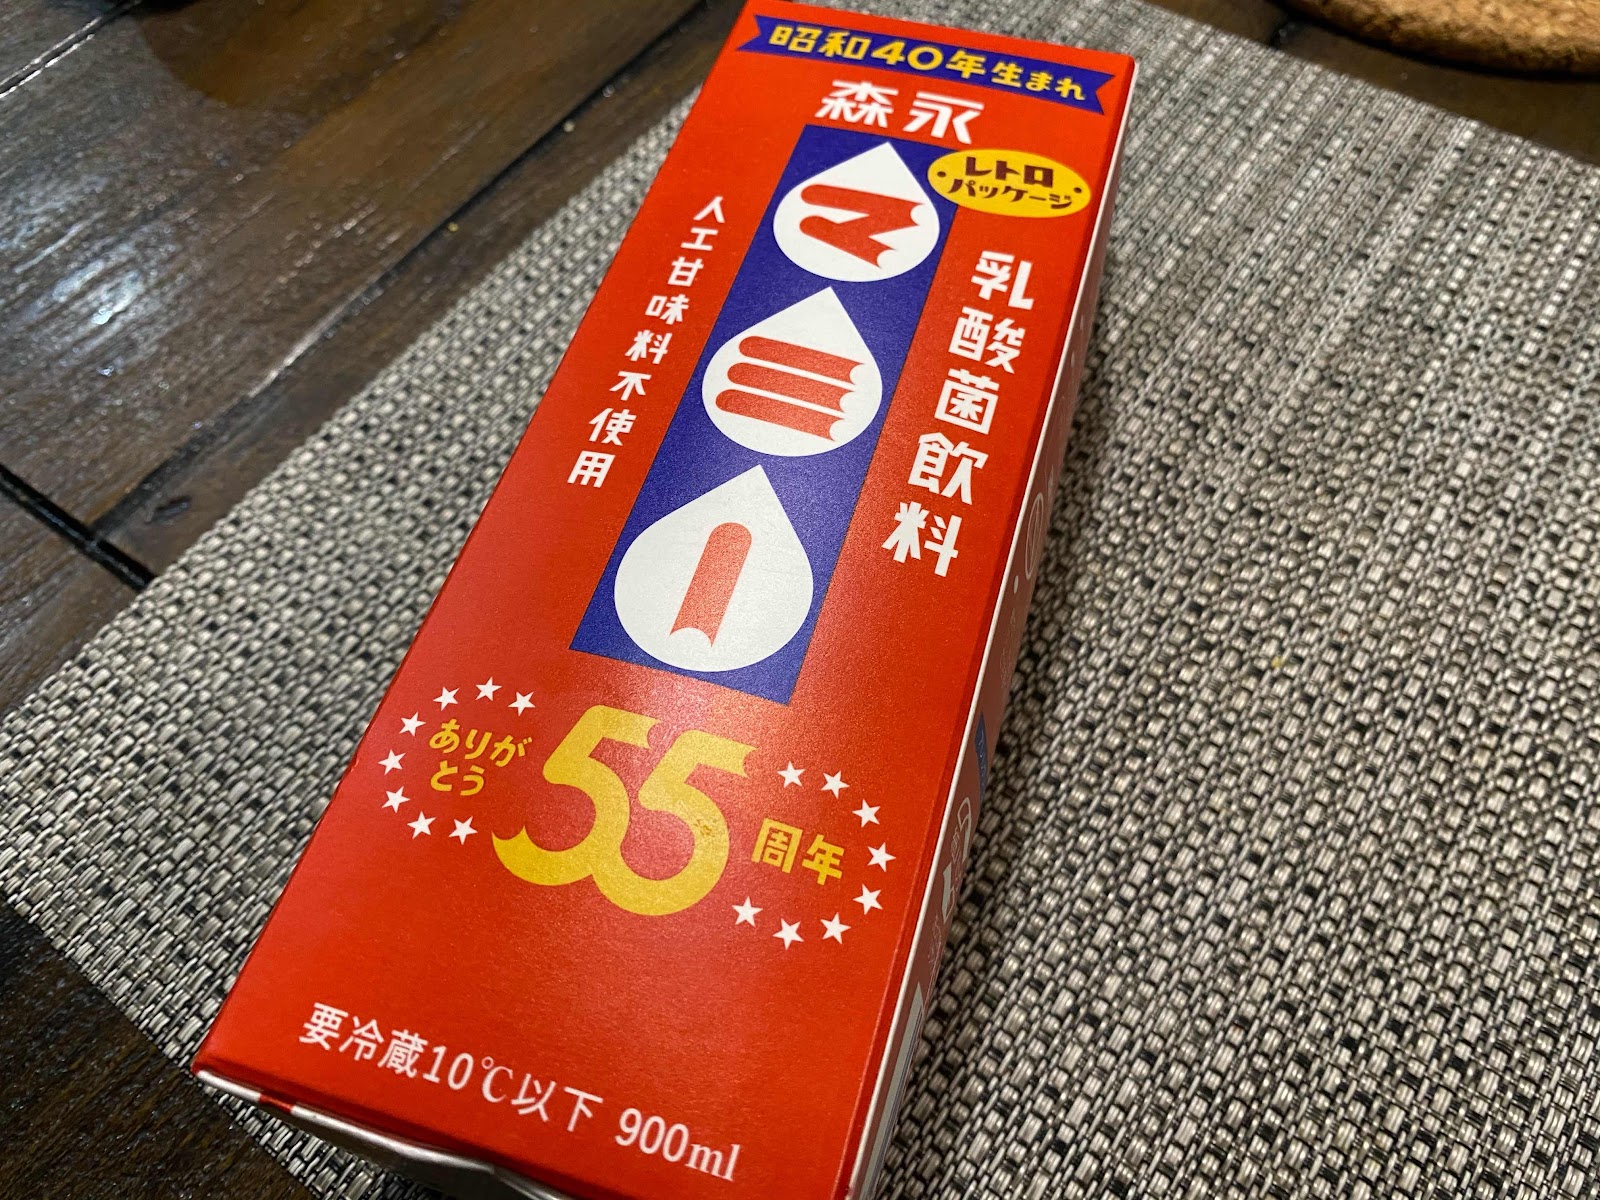 昭和40年生まれ
森永
レトロ
パッケージ
マミー
乳酸菌飲料
人工甘味料不使用
ありが
とう
55
周年
要冷蔵10℃以下 900ml